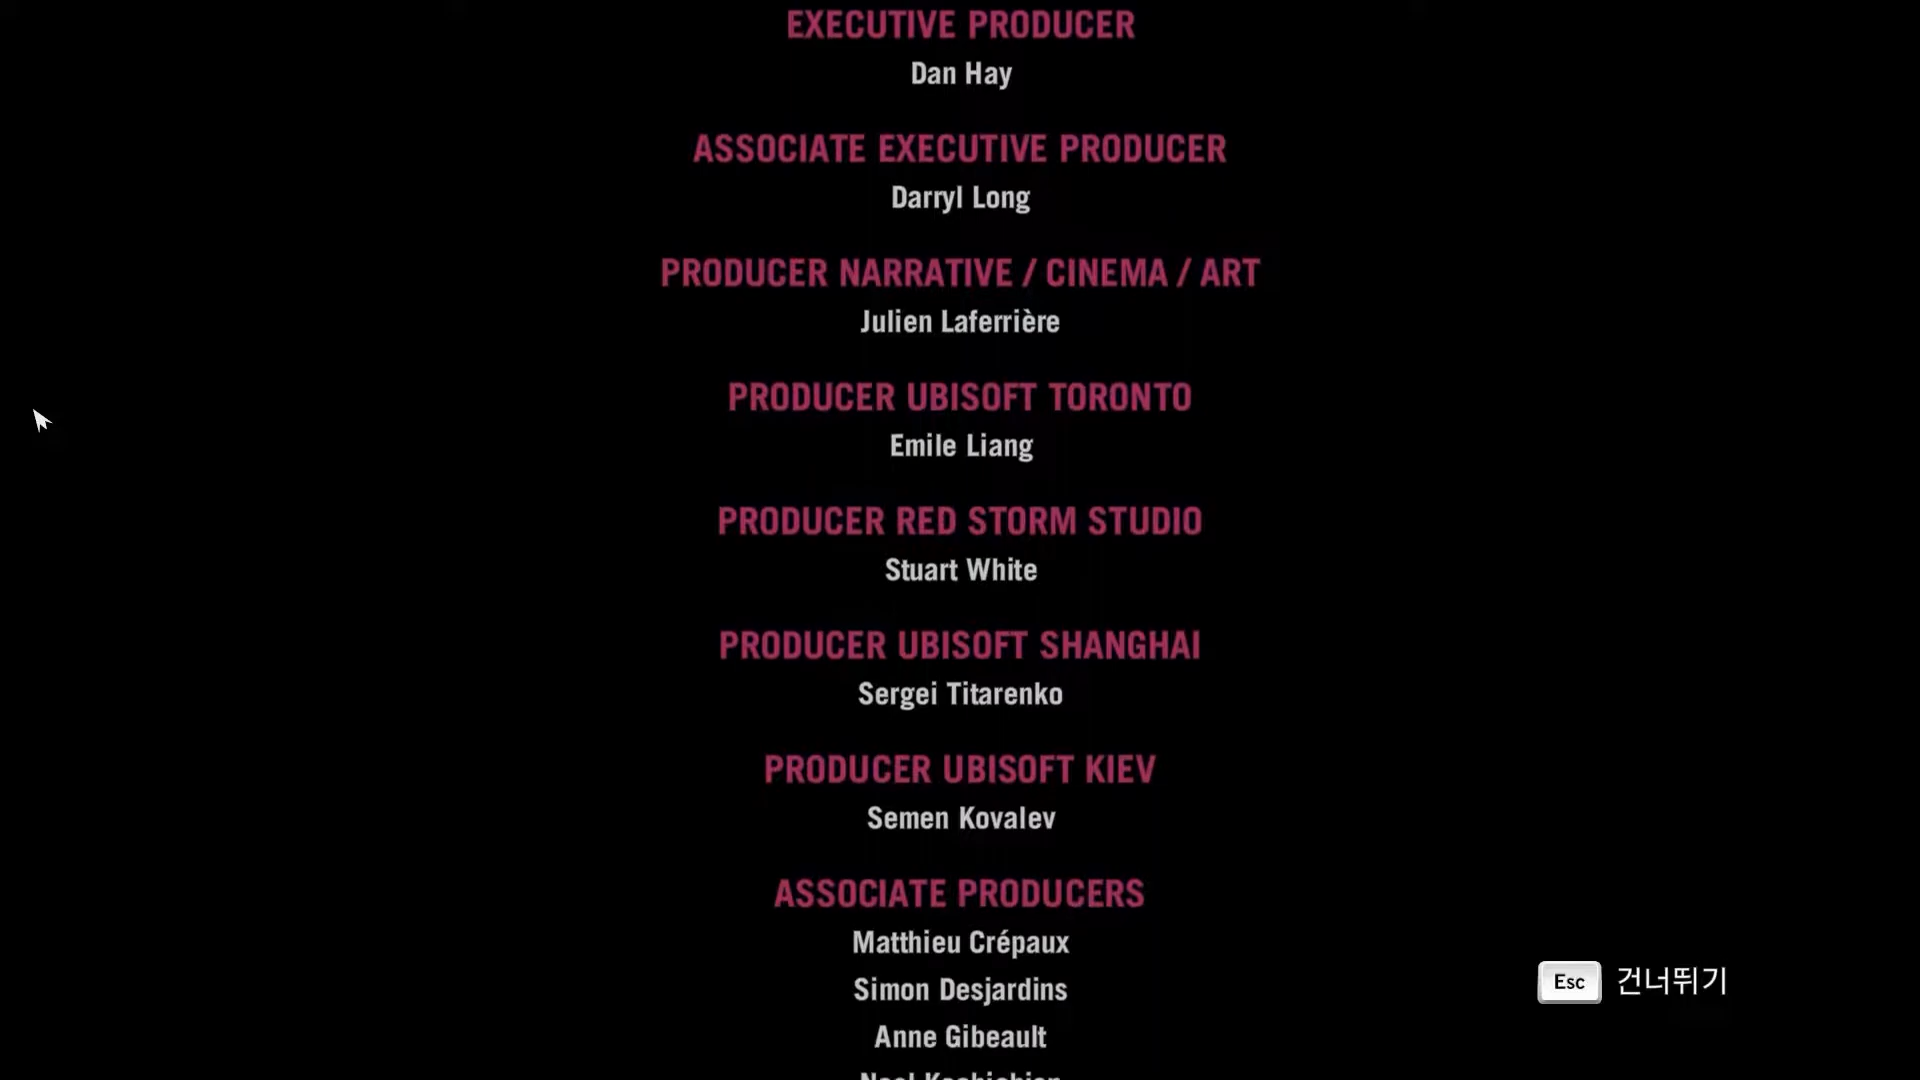 EXECUTIVE PRODUCER
Dan Hay
ASSOCIATE EXECUTIVE PRODUCER
Darryl Long
PRODUCER NARRATIVE / CINEMA / ART
Julien Laferrière
PRODUCER UBISOFT TORONTO
Emile Liang
PRODUCER RED STORM STUDIO
Stuart White
PRODUCER UBISOFT SHANGHAI
Sergei Titarenko
PRODUCER UBISOFT KIEV
Semen Kovalev
ASSOCIATE PRODUCERS
Matthieu Crépaux
Simon Desjardins
Esc 건너뛰기
Anne Gibeault